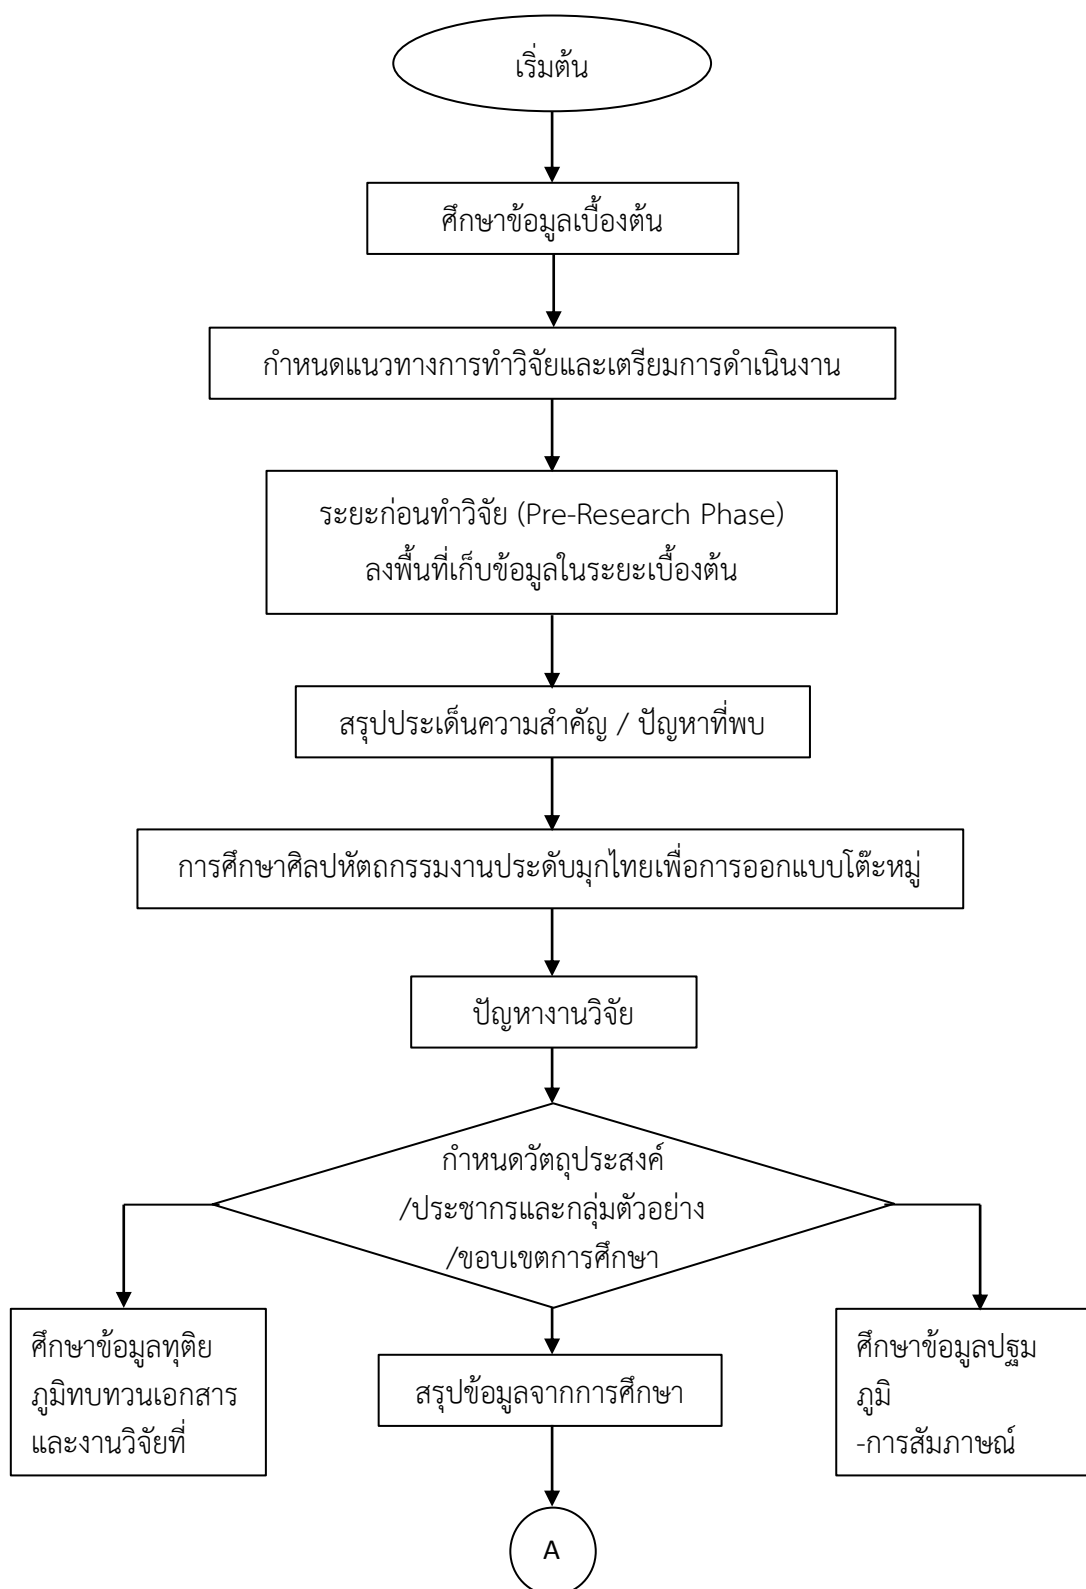 เริ่มต้น
ศึกษาข้อมูลเบื้องต้น
กำหนดแนวทางการทำวิจัยและเตรียมการดำเนินงาน
ระยะก่อนทำวิจัย (Pre-Research Phase)
ลงพื้นที่เก็บข้อมูลในระยะเบื้องต้น
สรุปประเด็นความสำคัญ / ปัญหาที่พบ
การศึกษาศิลปหัตถกรรมงานประดับมุกไทยเพื่อการออกแบบโต๊ะหมู่
ปัญหางานวิจัย
กำหนดวัตถุประสงค์
/ประชากรและกลุ่มตัวอย่าง
/ขอบเขตการศึกษา
ศึกษาข้อมูลทุติย
ภูมิทบทวนเอกสาร
และงานวิจัยที่
สรุปข้อมูลจากการศึกษา
ศึกษาข้อมูลปฐม
ภูมิ
-การสัมภาษณ์
A